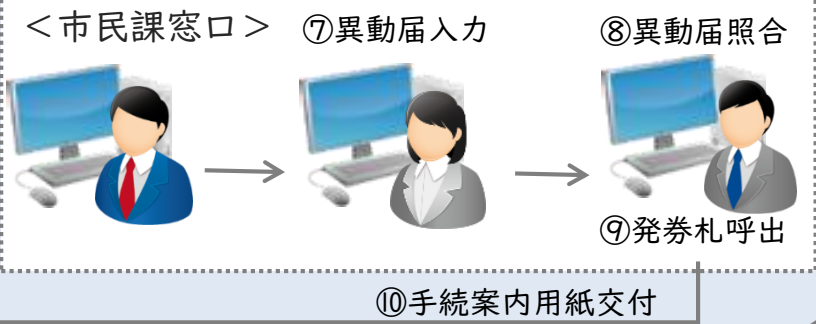 ＜市民課窓口＞
⑦異動届入力
⑧異動届照合
⑨発券札呼出
⑩手続案内用紙交付